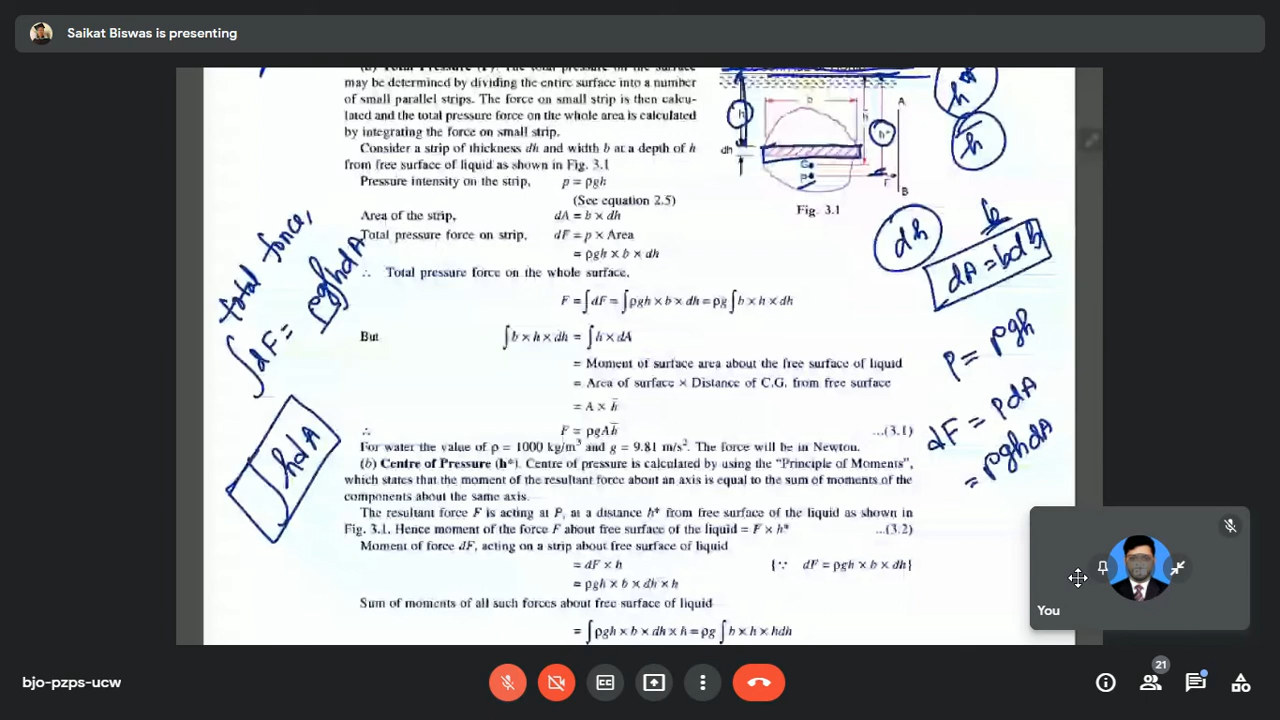 Saikat Biswas is presenting
may be determined by dividing the entire surface into a number
of small parallel strips. The force on small strip is then calcu-
lated and the total pressure force on the whole area is calculated
by integrating the force on small strip.
Consider a strip of thickness dh and width b at a depth of h
from free surface of liquid as shown in Fig. 3.1
Pressure intensity on the strip, p = ρgh
(See equation 2.5)
Area of the strip, dA = b × dh
Total pressure force on strip, dF = p × Area
= ρgh × b × dh
∴ Total pressure force on the whole surface,
F = ∫dF = ∫ρgh × b × dh = ρg ∫b × h × dh
But ∫b × h × dh = ∫h × dA
= Moment of surface area about the free surface of liquid
= Area of surface × Distance of C.G. from free surface
= A × h̄
∴ F = ρgAh̄ ...(3.1)
For water the value of ρ = 1000 kg/m³ and g = 9.81 m/s². The force will be in Newton.
(b) Centre of Pressure (h*). Centre of pressure is calculated by using the "Principle of Moments",
which states that the moment of the resultant force about an axis is equal to the sum of moments of the
components about the same axis.
The resultant force F is acting at P, at a distance h* from free surface of the liquid as shown in
Fig. 3.1. Hence moment of the force F about free surface of the liquid = F × h* ...(3.2)
Moment of force dF, acting on a strip about free surface of liquid
= dF × h {∵ dF = ρgh × b × dh}
= ρgh × b × dh × h
Sum of moments of all such forces about free surface of liquid
= ∫ρgh × b × dh × h = ρg ∫b × h × hdh
h
b
h̄
h*
A
dh
G
P
F
B
Fig. 3.1
h*
h̄
dh
dA = bdh
P = ρgh
dF = PdA
= ρghdA
total force,
∫dF = ρghdA
∫hdA
You
bjo-pzps-ucw
CC
21